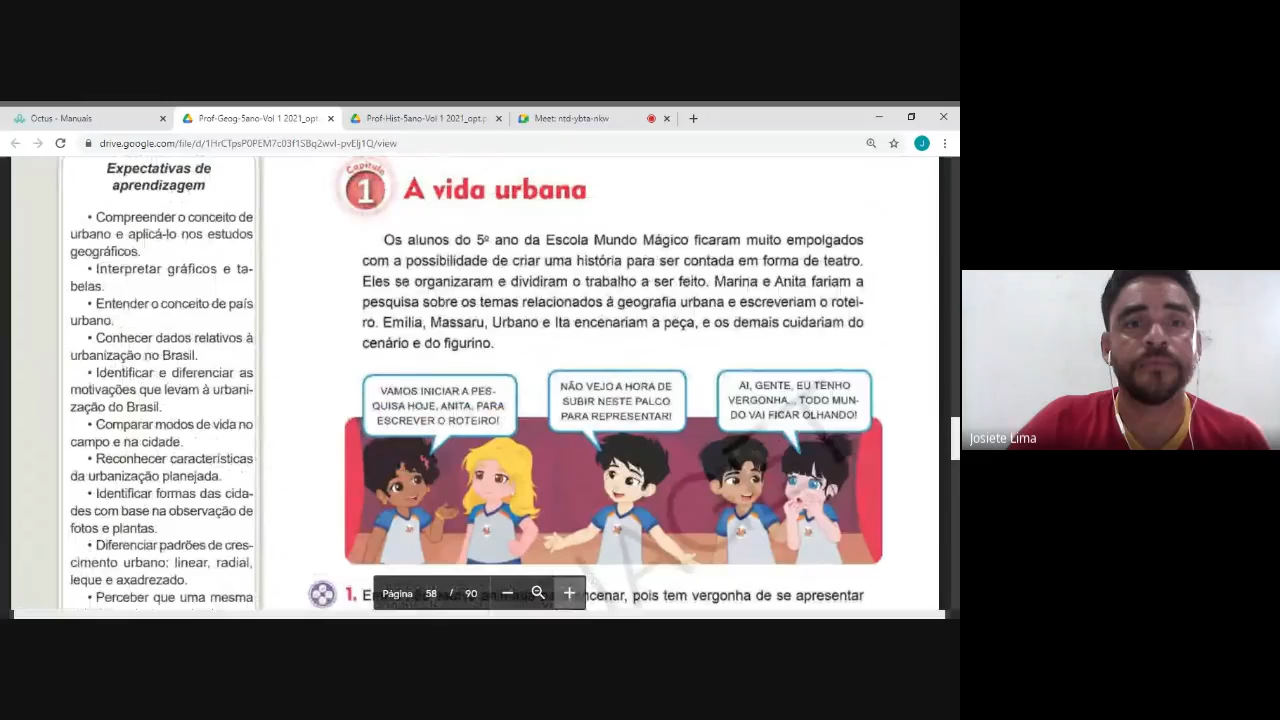 Octus - Manuais
Prof-Geog-5ano-Vol 1 2021_opt.
Prof-Hist-5ano-Vol 1 2021_opt.p
Meet: ntd-ybta-nkw
drive.google.com/file/d/1HrCTpsP0PEM7c03f1SBq2wvI-pvElj1Q/view
J
Expectativas de
aprendizagem
• Compreender o conceito de
urbano e aplicá-lo nos estudos
geográficos.
• Interpretar gráficos e ta-
belas.
• Entender o conceito de país
urbano.
• Conhecer dados relativos à
urbanização no Brasil.
• Identificar e diferenciar as
motivações que levam à urbani-
zação do Brasil.
• Comparar modos de vida no
campo e na cidade.
• Reconhecer características
da urbanização planejada.
• Identificar formas das cida-
des com base na observação de
fotos e plantas.
• Diferenciar padrões de cres-
cimento urbano: linear, radial,
leque e axadrezado.
• Perceber que uma mesma
Capítulo
1
A vida urbana
Os alunos do 5º ano da Escola Mundo Mágico ficaram muito empolgados
com a possibilidade de criar uma história para ser contada em forma de teatro.
Eles se organizaram e dividiram o trabalho a ser feito. Marina e Anita fariam a
pesquisa sobre os temas relacionados à geografia urbana e escreveriam o rotei-
ro. Emília, Massaru, Urbano e Ita encenariam a peça, e os demais cuidariam do
cenário e do figurino.
VAMOS INICIAR A PES-
QUISA HOJE, ANITA, PARA
ESCREVER O ROTEIRO!
NÃO VEJO A HORA DE
SUBIR NESTE PALCO
PARA REPRESENTAR!
AI, GENTE, EU TENHO
VERGONHA... TODO MUN-
DO VAI FICAR OLHANDO!
1. cenar, pois tem vergonha de se apresentar
Página 58 / 90
Josiete Lima